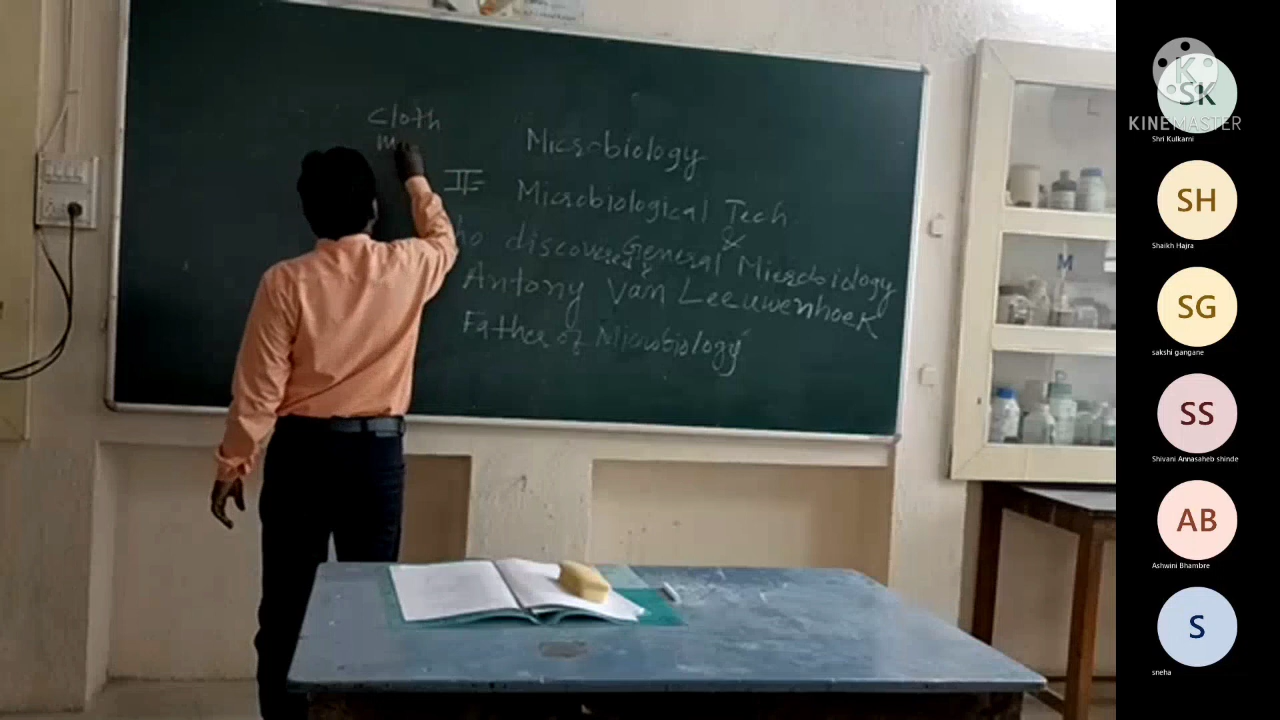 Cloth
Microbiology
II
Microbiological Tech
&
discovered
General Microbiology
Antony Van Leeuwenhoek
Father of Microbiology
M
SK
KINEMASTER
Shri Kulkarni
SH
Shaikh Hajra
SG
sakshi gangane
SS
Shivani Annasaheb shinde
AB
Ashwini Bhambre
S
sneha